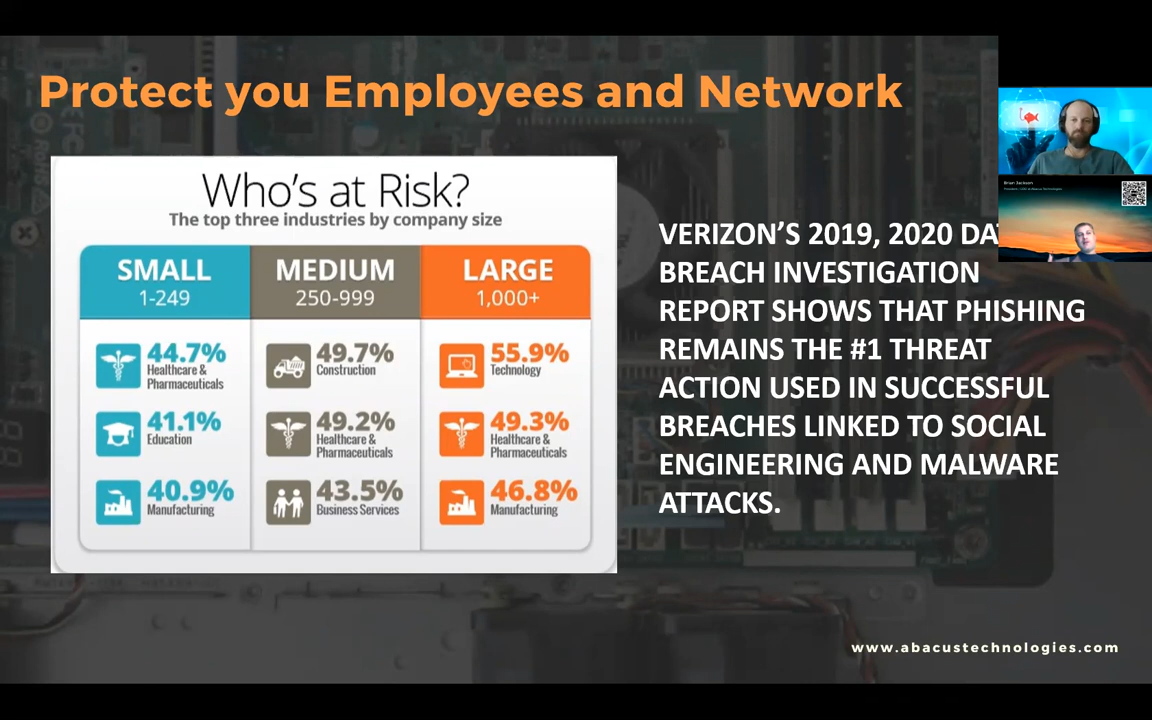 Protect you Employees and Network
Who's at Risk?
The top three industries by company size
SMALL
1-249
44.7%
Healthcare &
Pharmaceuticals
41.1%
Education
40.9%
Manufacturing
MEDIUM
250-999
49.7%
Construction
49.2%
Healthcare &
Pharmaceuticals
43.5%
Business Services
LARGE
1,000+
55.9%
Technology
49.3%
Healthcare &
Pharmaceuticals
46.8%
Manufacturing
VERIZON'S 2019, 2020
BREACH INVESTIGATION
REPORT SHOWS THAT PHISHING
REMAINS THE #1 THREAT
ACTION USED IN SUCCESSFUL
BREACHES LINKED TO SOCIAL
ENGINEERING AND MALWARE
ATTACKS.
Brian Jackson
www.abacustechnologies.com